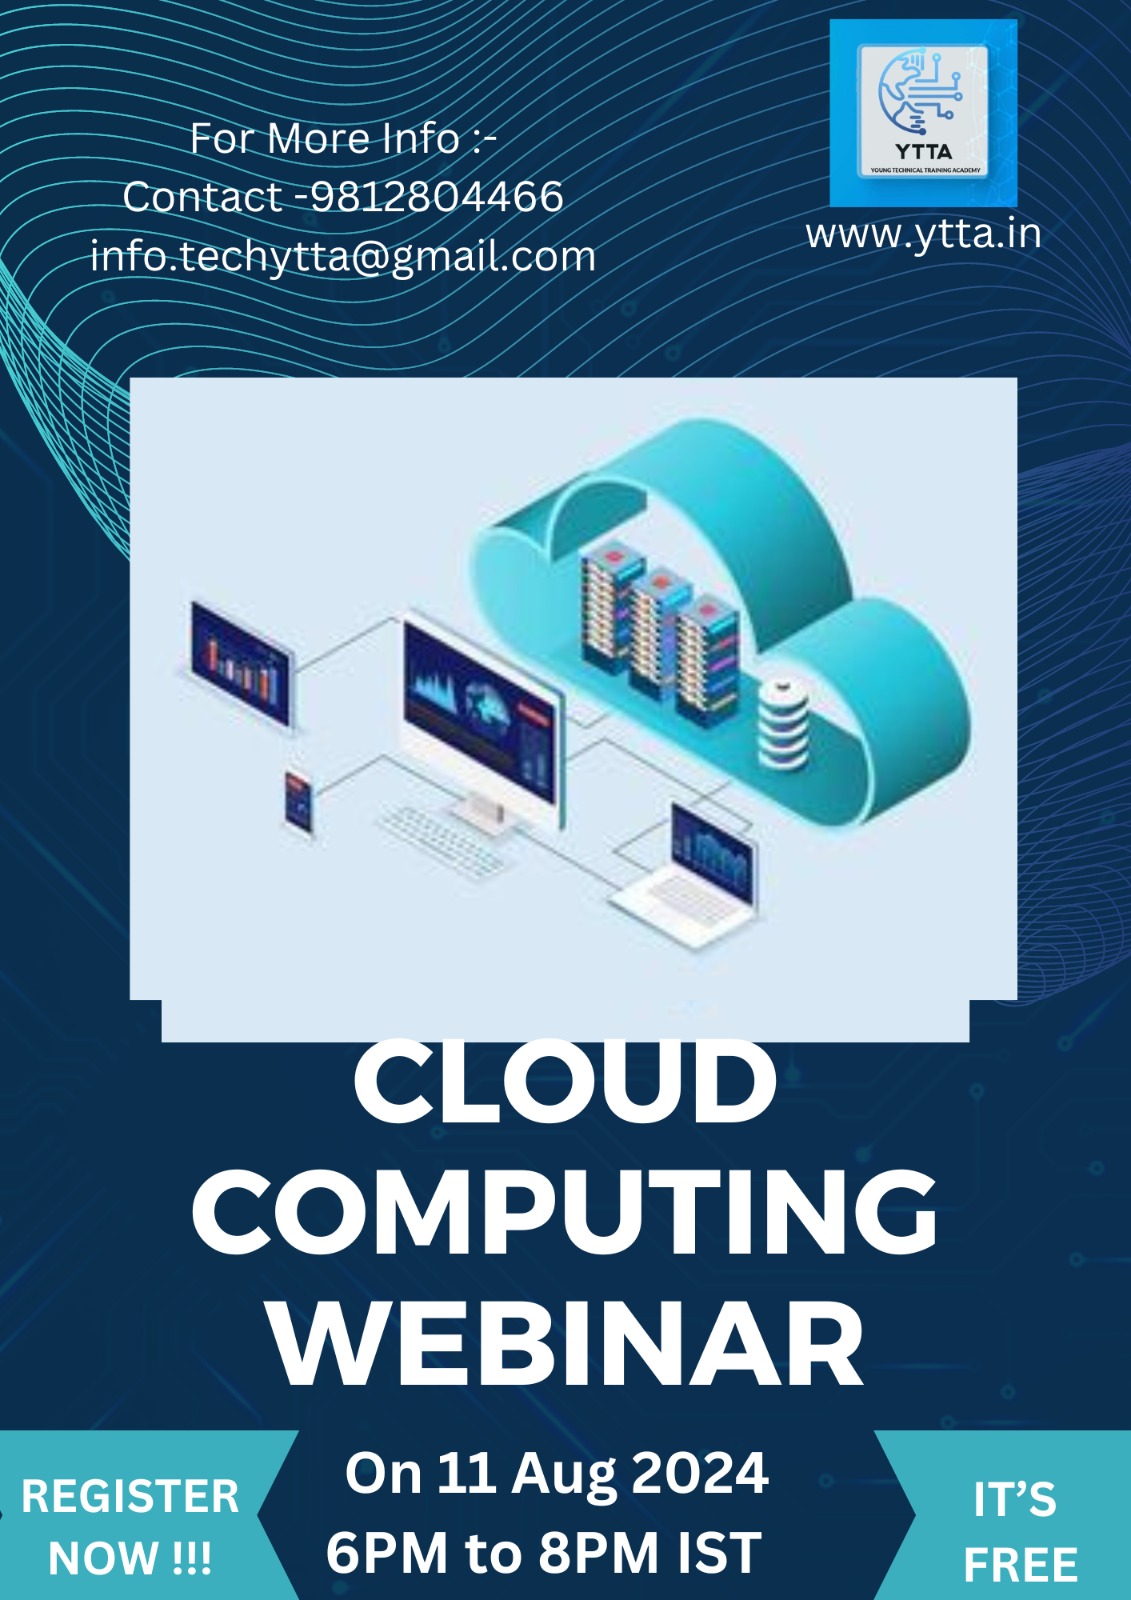 For More Info :-
Contact -9812804466
info.techytta@gmail.com
YTTA
YOUNG TECHNICAL TRAINING ACADEMY
www.ytta.in
CLOUD
COMPUTING
WEBINAR
REGISTER
NOW !!!
On 11 Aug 2024
6PM to 8PM IST
IT’S
FREE